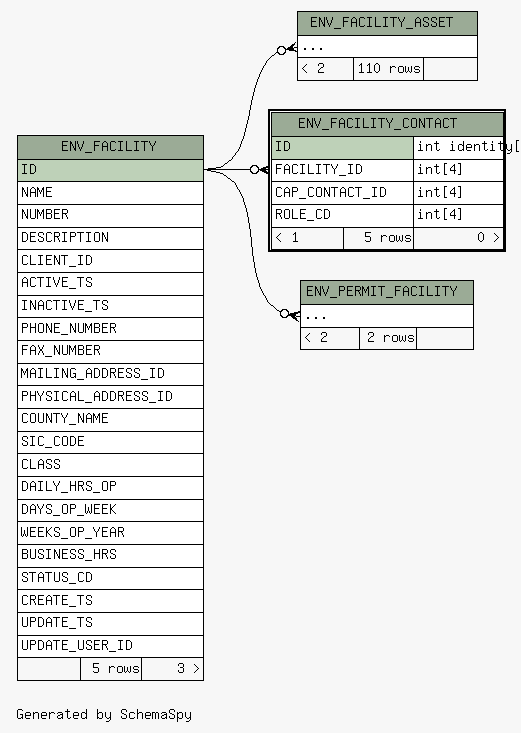 ENV_FACILITY_ASSET
...
< 2 110 rows
ENV_FACILITY_CONTACT
ID int identity[
FACILITY_ID int[4]
CAP_CONTACT_ID int[4]
ROLE_CD int[4]
< 1 5 rows 0 >
ENV_PERMIT_FACILITY
...
< 2 2 rows
ENV_FACILITY
ID
NAME
NUMBER
DESCRIPTION
CLIENT_ID
ACTIVE_TS
INACTIVE_TS
PHONE_NUMBER
FAX_NUMBER
MAILING_ADDRESS_ID
PHYSICAL_ADDRESS_ID
COUNTY_NAME
SIC_CODE
CLASS
DAILY_HRS_OP
DAYS_OP_WEEK
WEEKS_OP_YEAR
BUSINESS_HRS
STATUS_CD
CREATE_TS
UPDATE_TS
UPDATE_USER_ID
5 rows 3 >
Generated by SchemaSpy